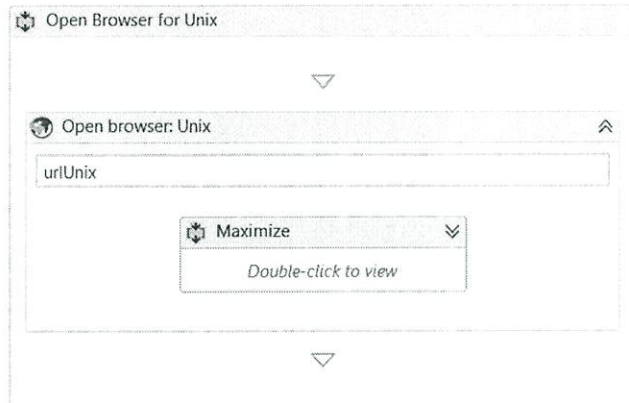 Open Browser for Unix
Open browser: Unix
urlUnix
Maximize
Double-click to view